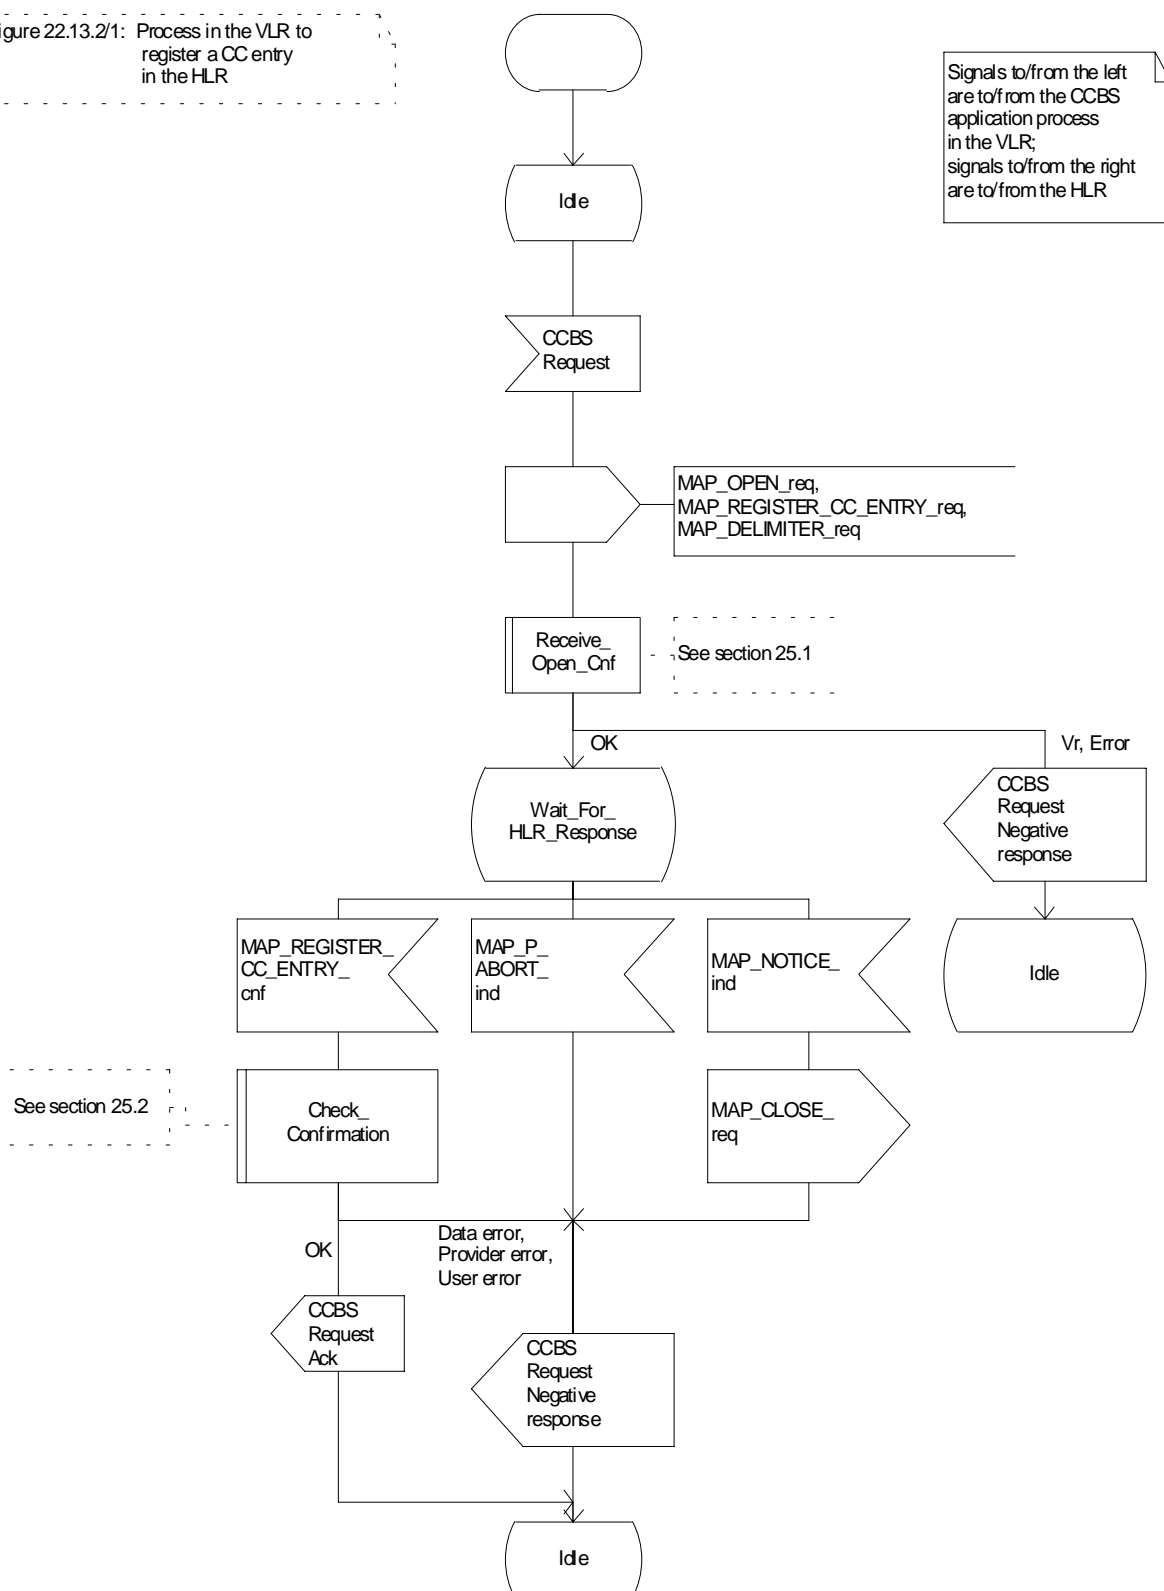 igure 22.13.2/1: Process in the VLR to
register a CC entry
in the HLR
Signals to/from the left
are to/from the CCBS
application process
in the VLR;
signals to/from the right
are to/from the HLR
Idle
CCBS
Request
MAP_OPEN_req,
MAP_REGISTER_CC_ENTRY_req,
MAP_DELIMITER_req
Receive_
Open_Cnf
See section 25.1
OK
Vr, Error
Wait_For_
HLR_Response
CCBS
Request
Negative
response
MAP_REGISTER_
CC_ENTRY_
cnf
MAP_P_
ABORT_
ind
MAP_NOTICE_
ind
Idle
See section 25.2
Check_
Confirmation
MAP_CLOSE_
req
OK
Data error,
Provider error,
User error
CCBS
Request
Ack
CCBS
Request
Negative
response
Idle